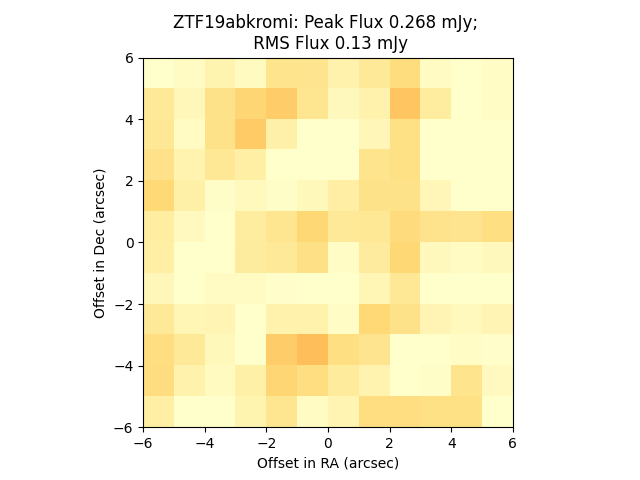 ZTF19abkromi: Peak Flux 0.268 mJy;
RMS Flux 0.13 mJy
6
4
2
0
−2
−4
−6
Offset in Dec (arcsec)
−6 −4 −2 0 2 4 6
Offset in RA (arcsec)